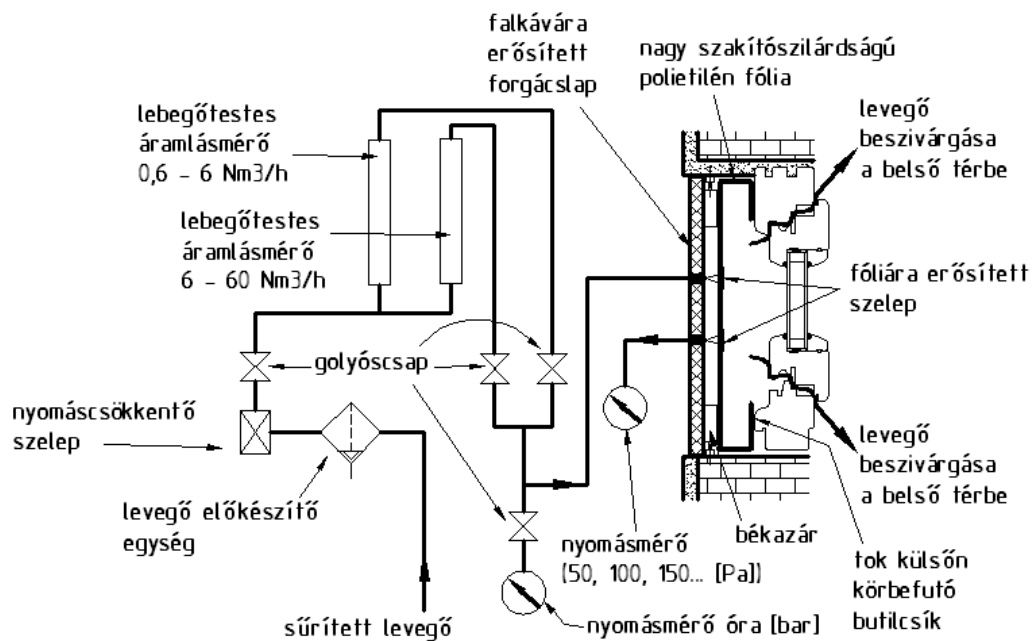 falkávára
erősített
forgácslap
nagy szakítószilárdságú
polietilén fólia
levegő
beszivárgása
a belső térbe
lebegőtestes
áramlásmérő
0,6 - 6 Nm3/h
lebegőtestes
áramlásmérő
6 - 60 Nm3/h
fóliára erősített
szelep
golyóscsap
nyomáscsökkentő
szelep
levegő előkészítő
egység
levegő
beszivárgása
a belső térbe
nyomásmérő
(50, 100, 150... [Pa])
békazár
tok külsőn
körbefutó
butilcsík
sűrített levegő
nyomásmérő óra [bar]